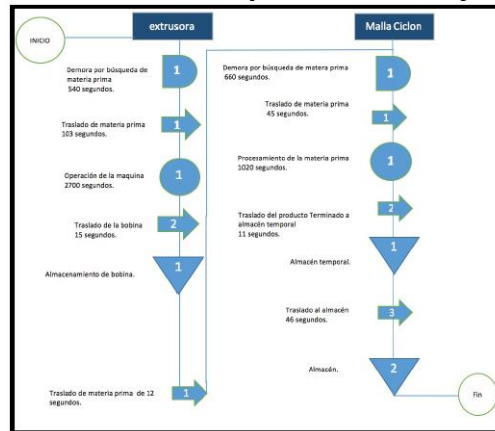 extrusora
Malla Ciclon
INICIO
Demora por búsqueda de
materia prima
540 segundos.
1
Traslado de materia prima
103 segundos.
1
Operación de la maquina
2700 segundos.
1
Traslado de la bobina
15 segundos.
2
Almacenamiento de bobina.
1
Traslado de materia prima de 12
segundos.
1
Demora por búsqueda de matera prima
660 segundos.
1
Traslado de materia prima
45 segundos.
1
Procesamiento de la materia prima
1020 segundos.
1
Traslado del producto Terminado a
almacén temporal
11 segundos.
2
Almacén temporal.
1
Traslado al almacén
46 segundos.
3
Almacén.
2
Fin